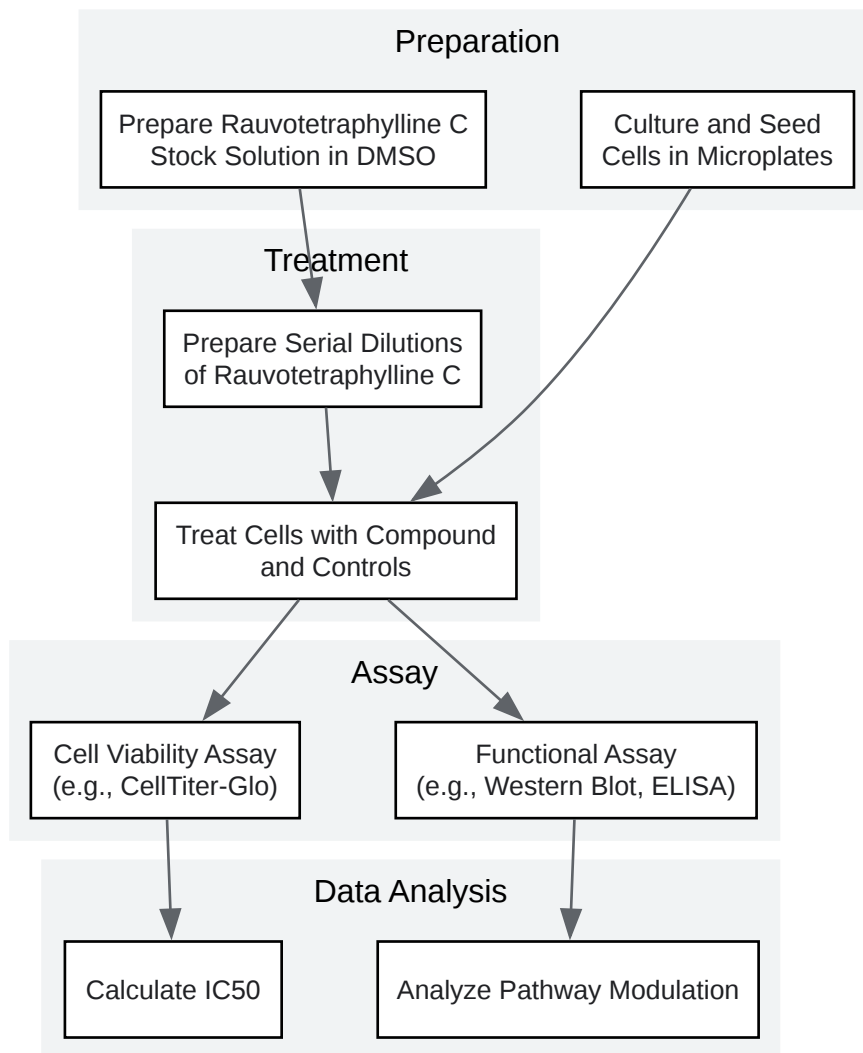 Preparation
Prepare Rauvotetraphylline C
Stock Solution in DMSO
Culture and Seed
Cells in Microplates
Treatment
Prepare Serial Dilutions
of Rauvotetraphylline C
Treat Cells with Compound
and Controls
Assay
Cell Viability Assay
(e.g., CellTiter-Glo)
Functional Assay
(e.g., Western Blot, ELISA)
Data Analysis
Calculate IC50
Analyze Pathway Modulation